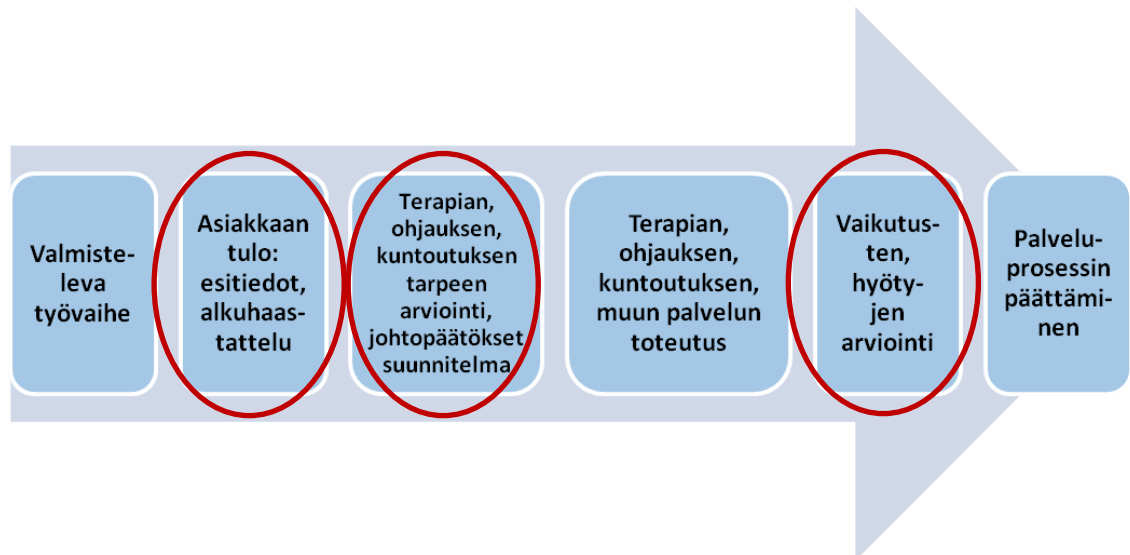 Valmiste-
leva
työvaihe
Asiakkaan
tulo:
esitiedot,
alkuhaas-
tattelu
Terapian,
ohjauksen,
kuntoutuksen
tarpeen
arviointi,
johtopäätökset
suunnitelma
Terapian,
ohjauksen,
kuntoutuksen,
muun palvelun
toteutus
Vaikutus-
ten,
hyöty-
jen
arviointi
Palvelu-
prosessin
päättämi-
nen